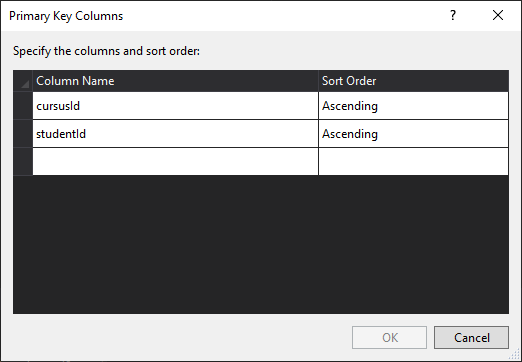 Primary Key Columns
?
Specify the columns and sort order:
Column Name Sort Order
cursusId Ascending
studentId Ascending
OK Cancel